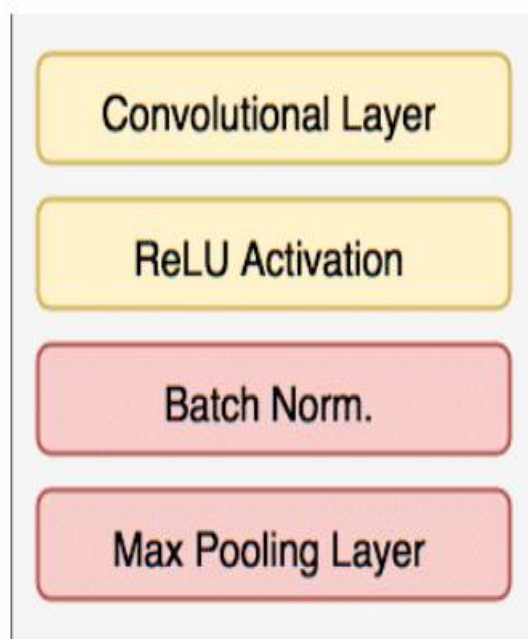 Convolutional Layer
ReLU Activation
Batch Norm.
Max Pooling Layer